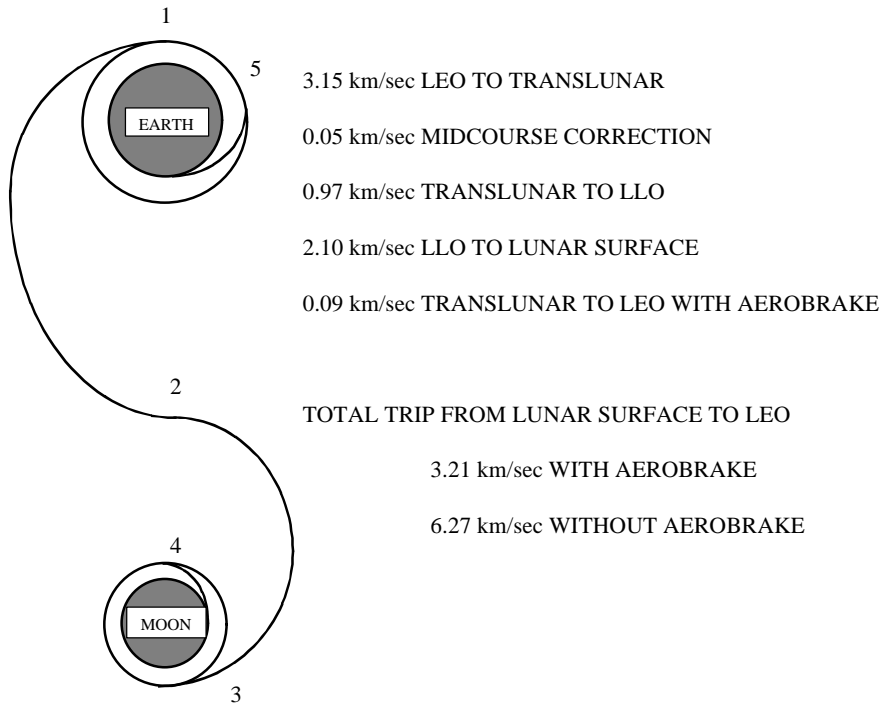 1
5
EARTH
3.15 km/sec LEO TO TRANSLUNAR
0.05 km/sec MIDCOURSE CORRECTION
0.97 km/sec TRANSLUNAR TO LLO
2.10 km/sec LLO TO LUNAR SURFACE
0.09 km/sec TRANSLUNAR TO LEO WITH AEROBRAKE
2
TOTAL TRIP FROM LUNAR SURFACE TO LEO
3.21 km/sec WITH AEROBRAKE
6.27 km/sec WITHOUT AEROBRAKE
4
MOON
3